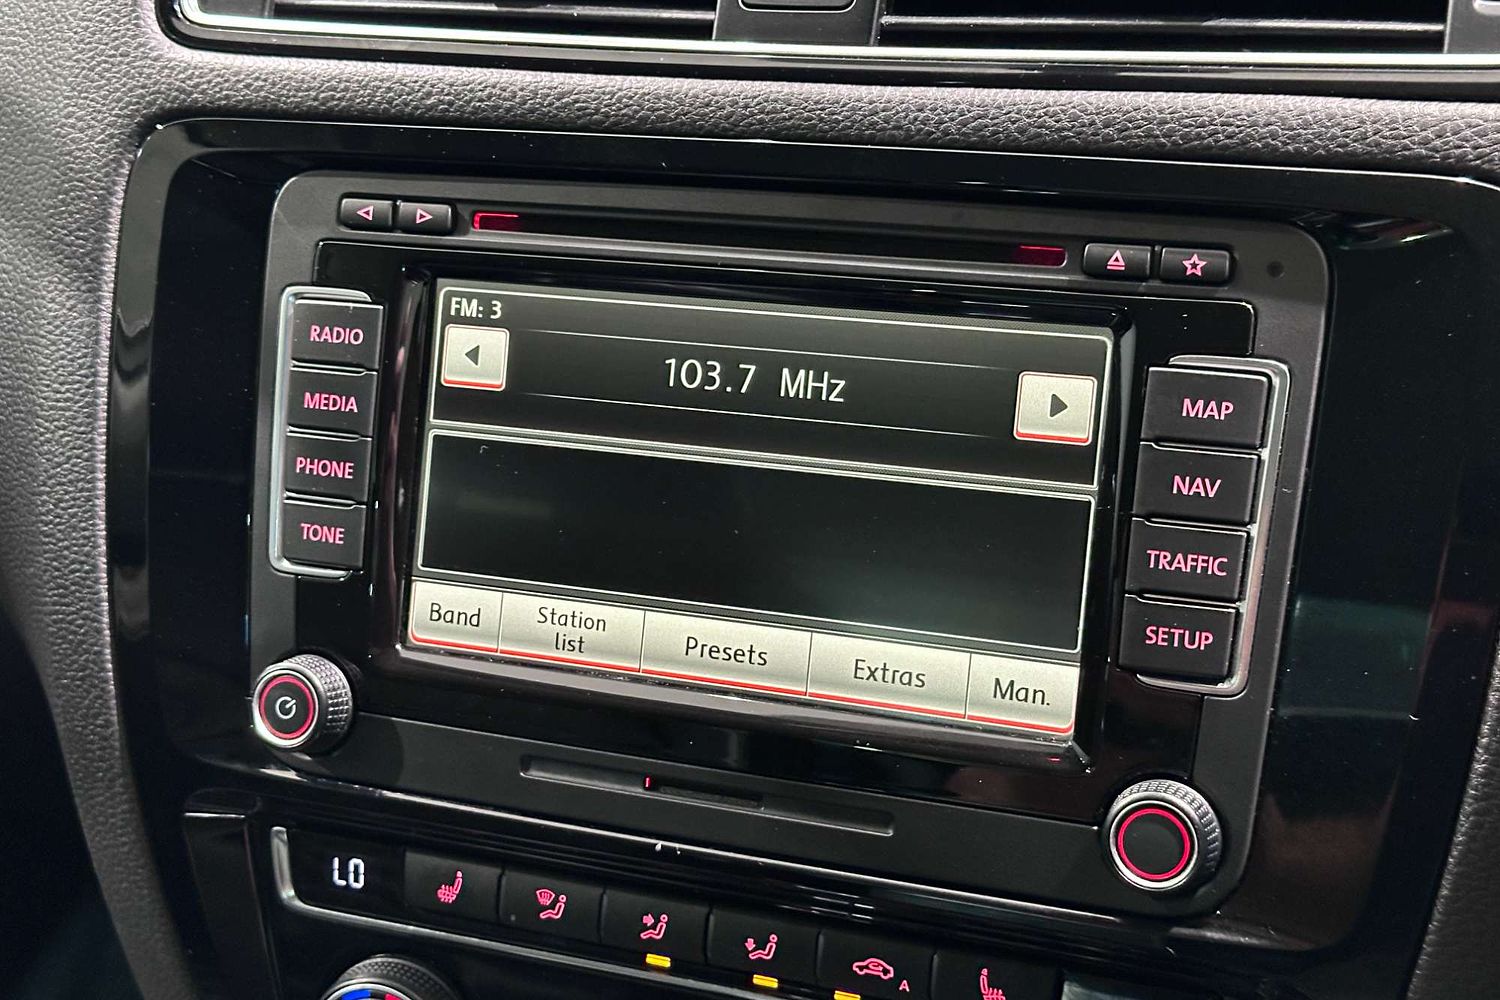 FM: 3
103.7 MHz
RADIO
MEDIA
PHONE
TONE
MAP
NAV
TRAFFIC
SETUP
Band
Station
list
Presets
Extras
Man.
LO
A